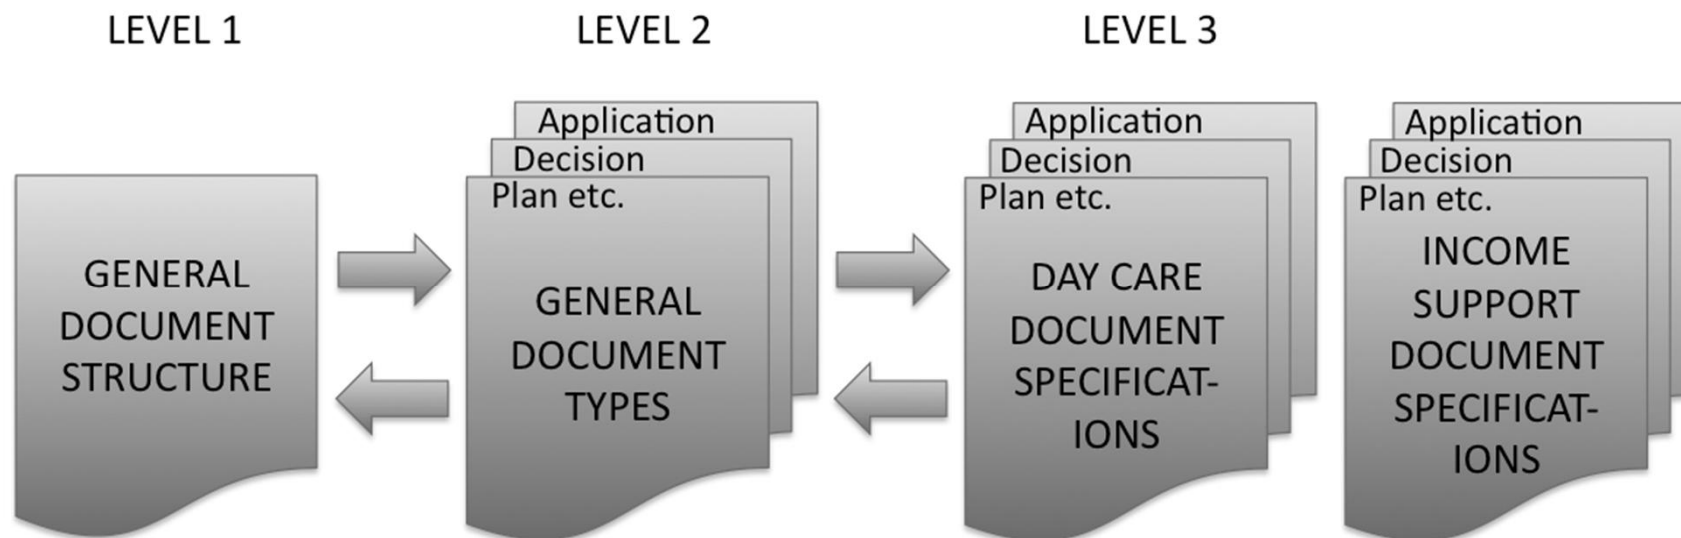 LEVEL 1
LEVEL 2
LEVEL 3
GENERAL
DOCUMENT
STRUCTURE
Application
Decision
Plan etc.
GENERAL
DOCUMENT
TYPES
Application
Decision
Plan etc.
DAY CARE
DOCUMENT
SPECIFICAT-
IONS
Application
Decision
Plan etc.
INCOME
SUPPORT
DOCUMENT
SPECIFICAT-
IONS